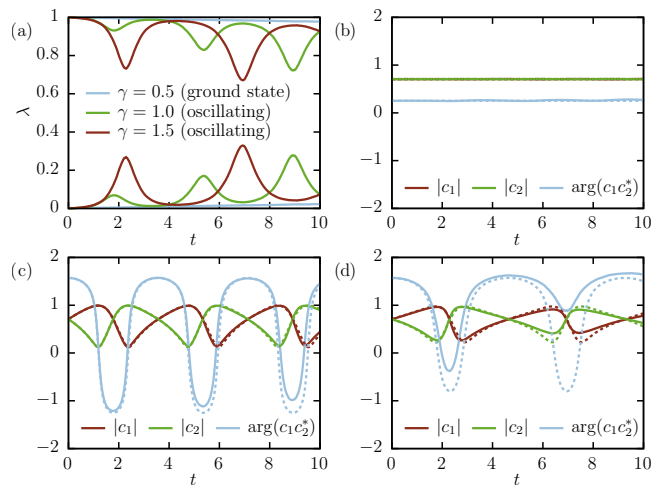 (a)
1
0.8
0.6
0.4
0.2
0
λ
γ = 0.5 (ground state)
γ = 1.0 (oscillating)
γ = 1.5 (oscillating)
0 2 4 6 8 10
t
(b)
2
1
0
−1
−2
|c₁| |c₂| arg(c₁c₂*)
0 2 4 6 8 10
t
(c)
2
1
0
−1
−2
|c₁| |c₂| arg(c₁c₂*)
0 2 4 6 8 10
t
(d)
2
1
0
−1
−2
|c₁| |c₂| arg(c₁c₂*)
0 2 4 6 8 10
t